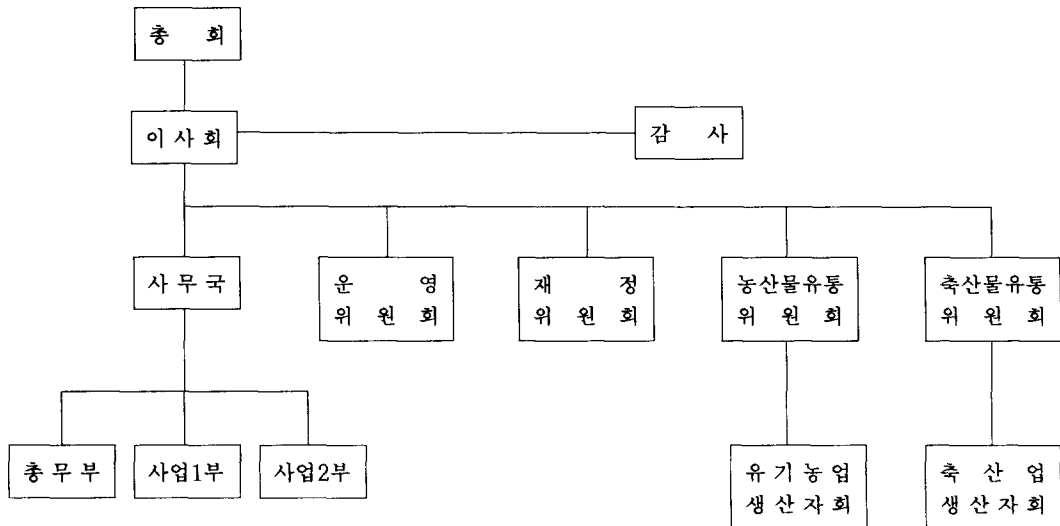 총 회
이 사 회
감 사
사 무 국
운 영
위 원 회
재 정
위 원 회
농산물유통
위 원 회
축산물유통
위 원 회
총 무 부
사업1부
사업2부
유 기 농 업
생 산 자 회
축 산 업
생 산 자 회